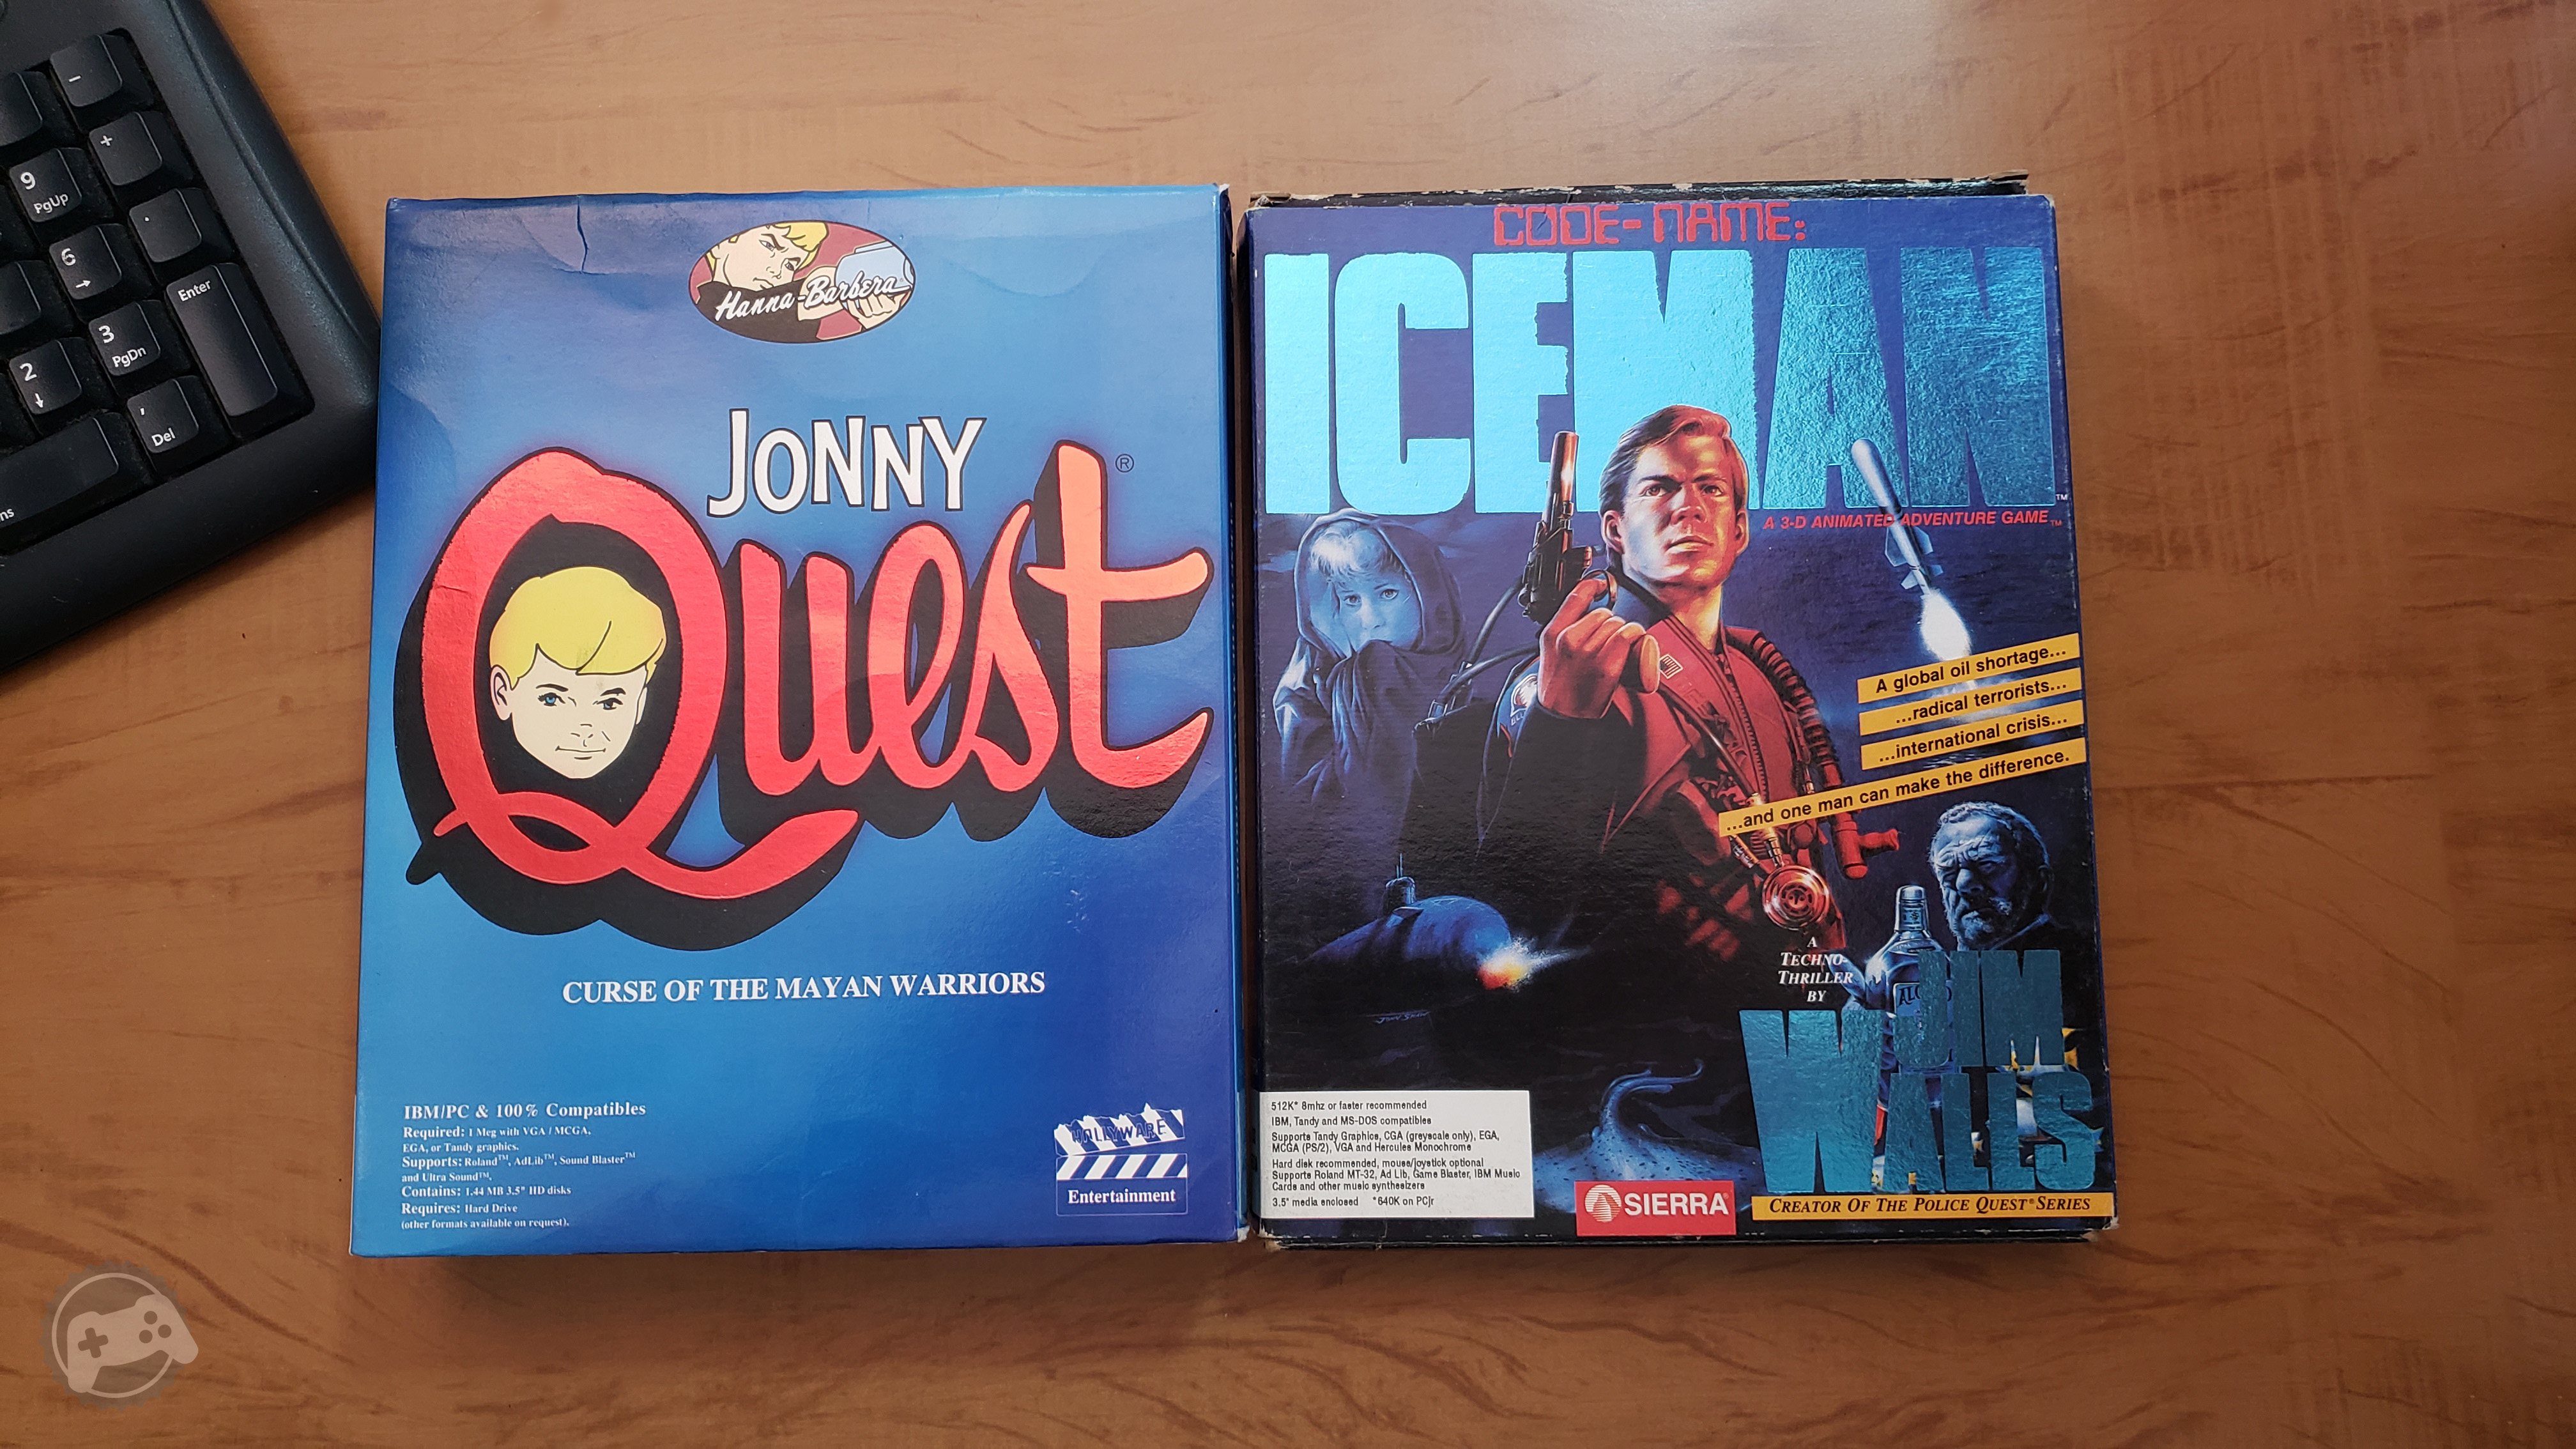 -
+
9
PgUp
.
6
→
Enter
3
PgDn
2
↓
,
Del
ns
Hanna-Barbera
JONNY
Quest®
CURSE OF THE MAYAN WARRIORS
IBM/PC & 100% Compatibles
Required: 1 Meg with VGA / MCGA,
EGA, or Tandy graphics.
Supports: Roland™, AdLib™, Sound Blaster™
and Ultra Sound™.
Contains: 1.44 MB 3.5" HD disks
Requires: Hard Drive
(other formats available on request).
HOLLYWARE
Entertainment
CODE-NAME:
ICEMAN™
A 3-D ANIMATED ADVENTURE GAME™
A global oil shortage...
...radical terrorists...
...international crisis...
...and one man can make the difference.
A
TECHNO-
THRILLER
BY
JIM
WALLS
CREATOR OF THE POLICE QUEST® SERIES
512K* 8mhz or faster recommended
IBM, Tandy and MS-DOS compatibles
Supports Tandy Graphics, CGA (greyscale only), EGA,
MCGA (PS/2), VGA and Hercules Monochrome
Hard disk recommended, mouse/joystick optional
Supports Roland MT-32, Ad Lib, Game Blaster, IBM Music
Cards and other music synthesizers
3.5" media enclosed *640K on PCjr
SIERRA®